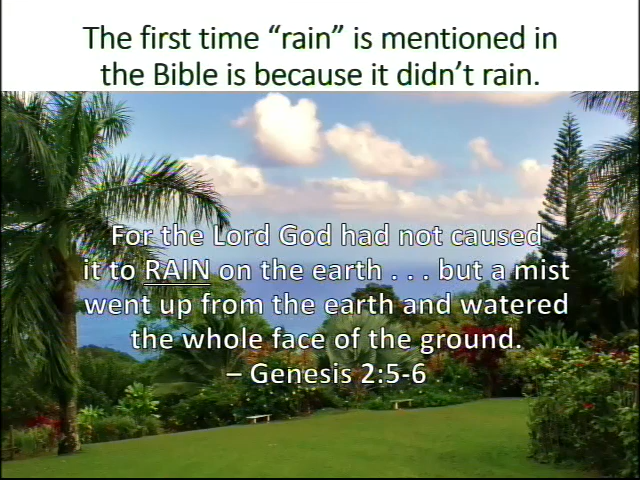 The first time “rain” is mentioned in
the Bible is because it didn’t rain.
For the Lord God had not caused
it to RAIN on the earth . . . but a mist
went up from the earth and watered
the whole face of the ground.
– Genesis 2:5-6